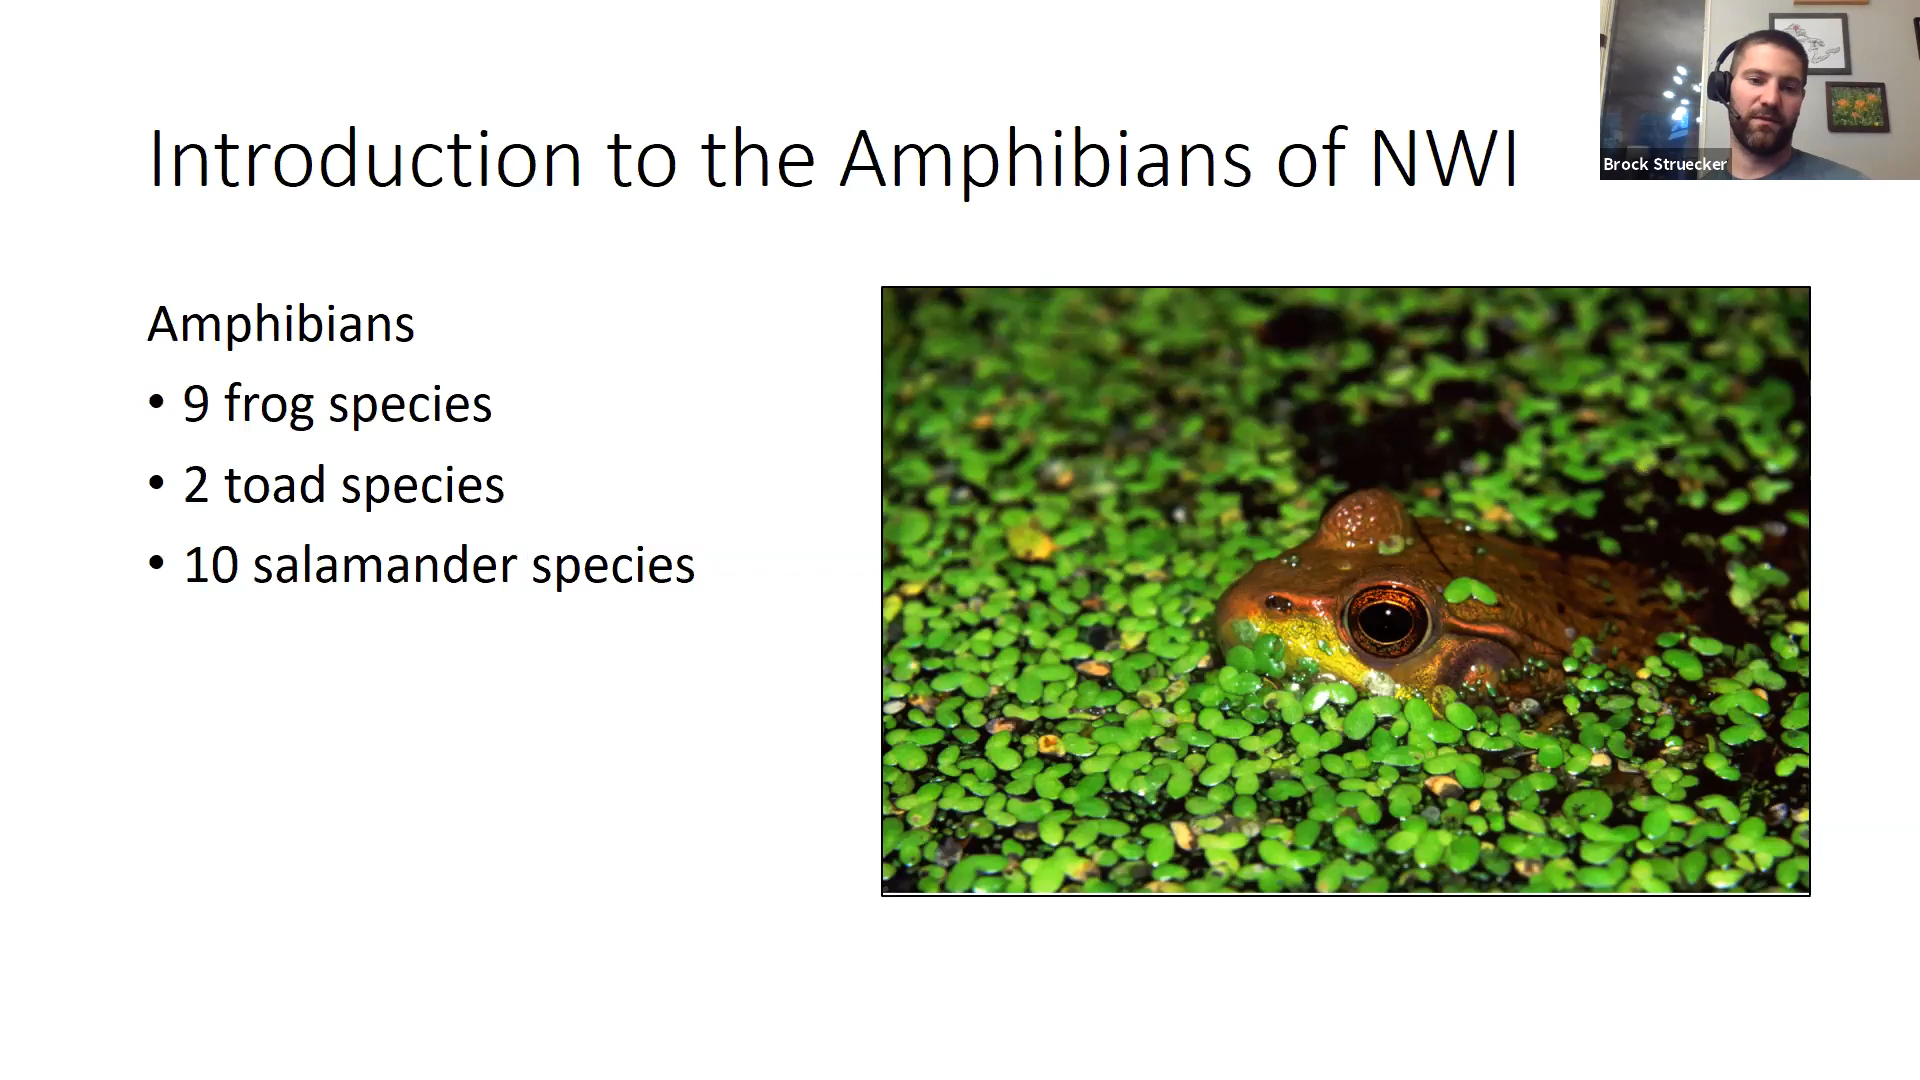 Introduction to the Amphibians of NWI
Brock Struecker
Amphibians
• 9 frog species
• 2 toad species
• 10 salamander species